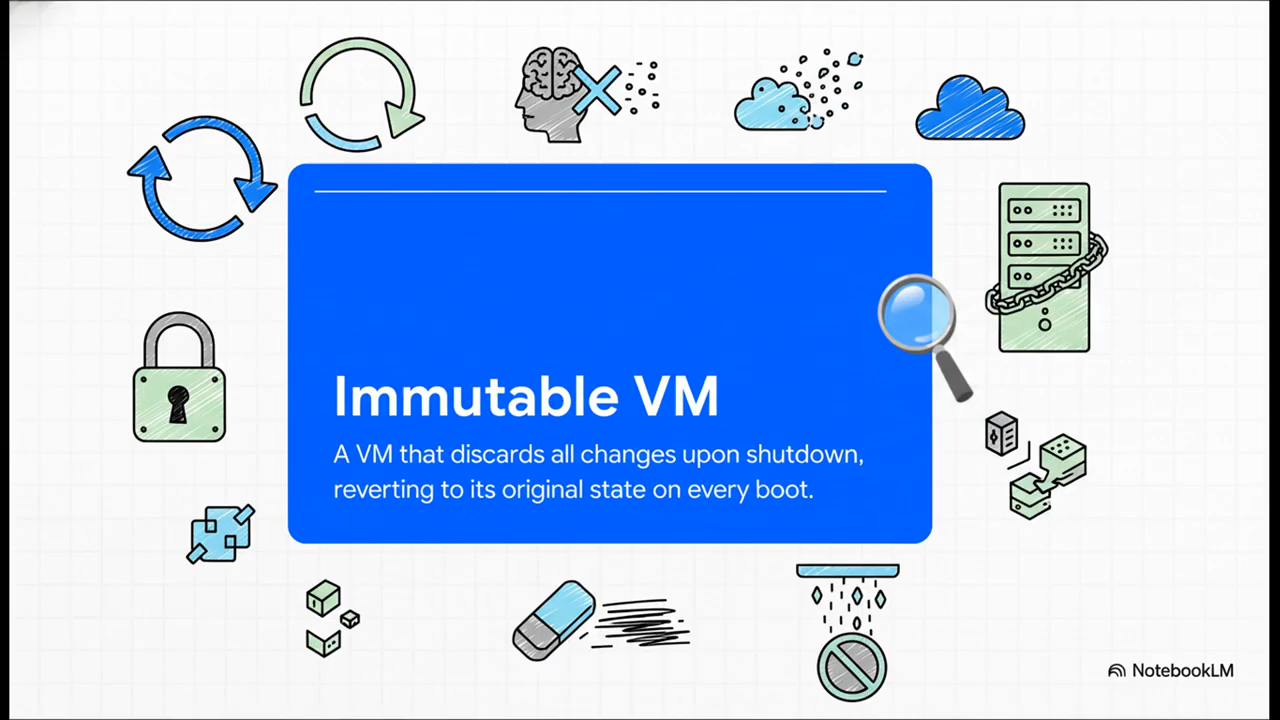 Immutable VM
A VM that discards all changes upon shutdown,
reverting to its original state on every boot.
NotebookLM